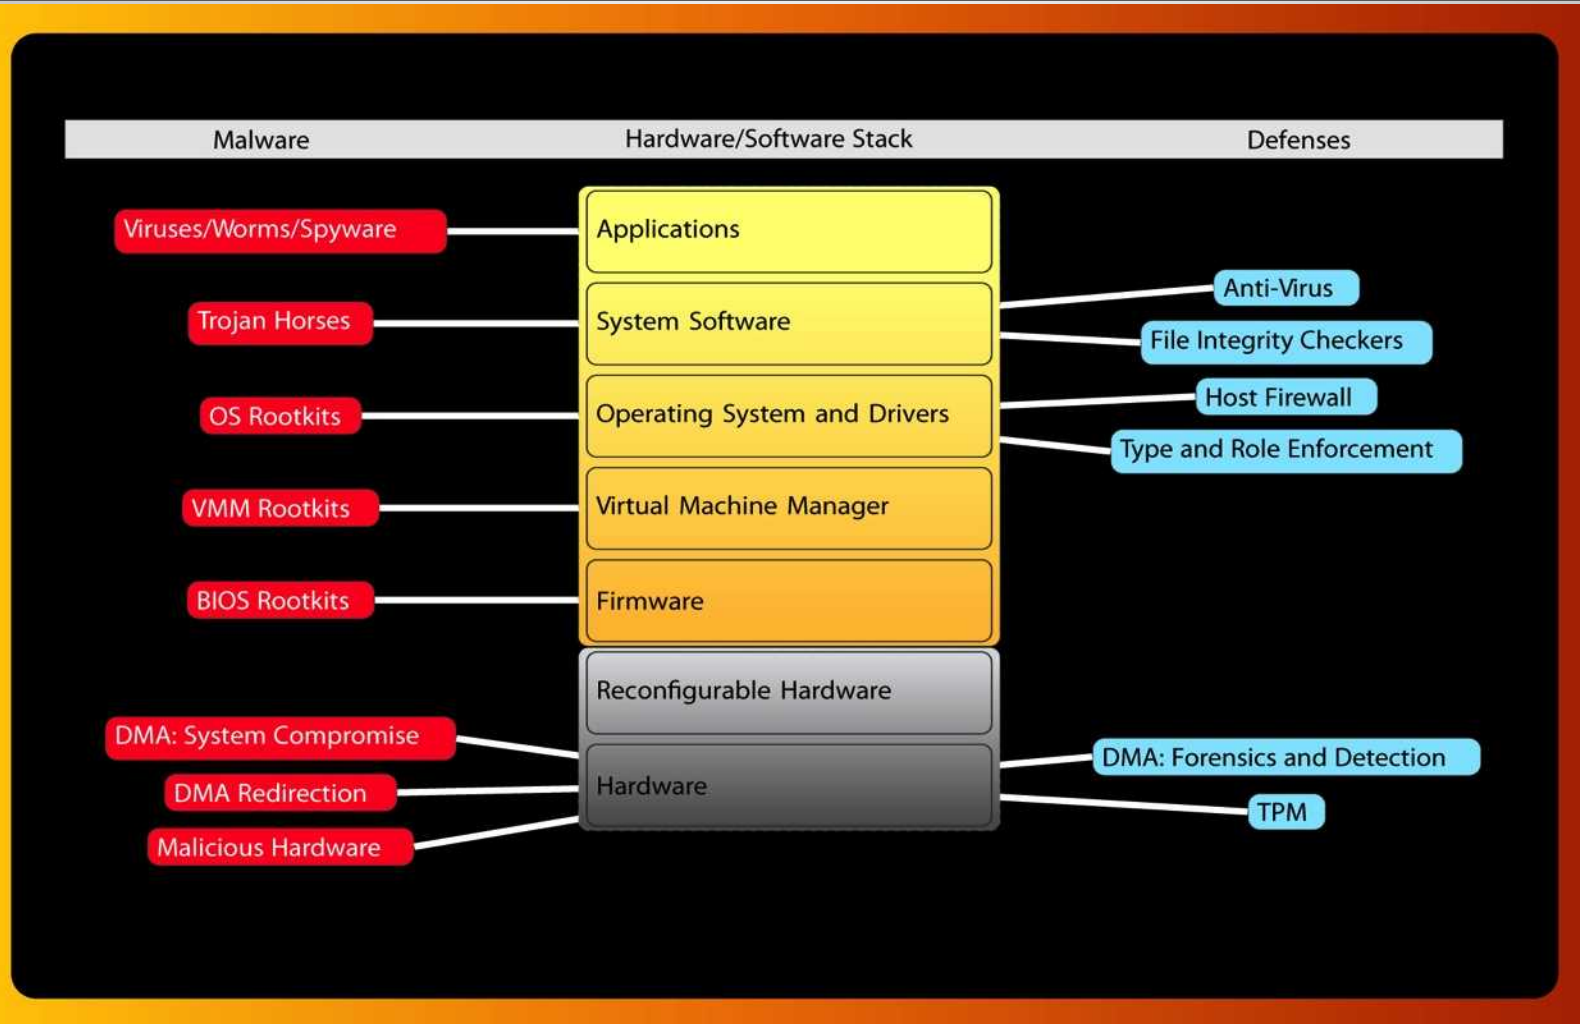 Malware
Hardware/Software Stack
Defenses
Viruses/Worms/Spyware
Applications
Anti-Virus
Trojan Horses
System Software
File Integrity Checkers
Host Firewall
OS Rootkits
Operating System and Drivers
Type and Role Enforcement
VMM Rootkits
Virtual Machine Manager
BIOS Rootkits
Firmware
Reconfigurable Hardware
DMA: System Compromise
DMA: Forensics and Detection
DMA Redirection
Hardware
TPM
Malicious Hardware